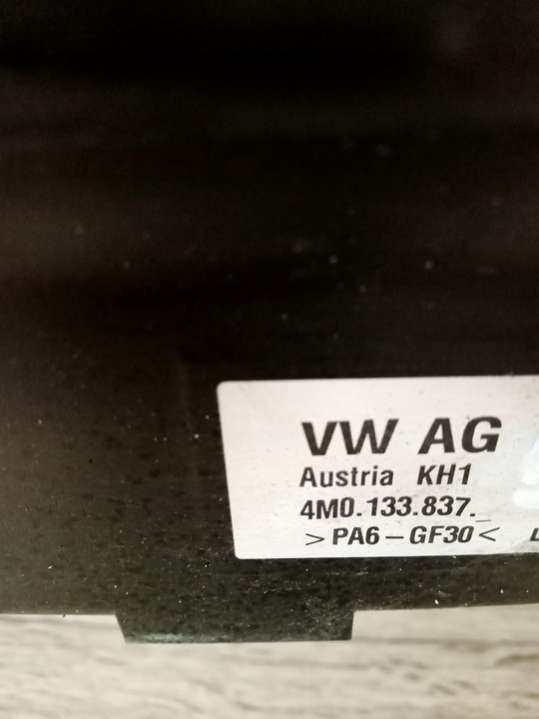 VW AG
Austria KH1
4M0.133.837._
>PA6-GF30<